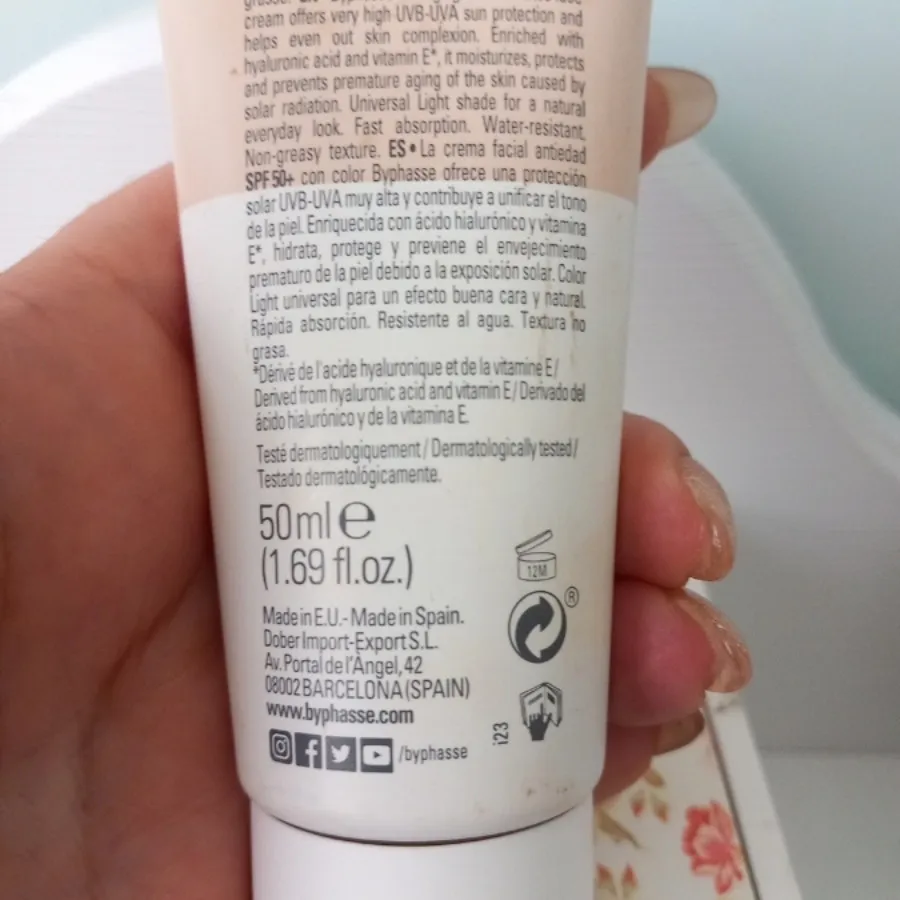 cream offers very high UVB-UVA sun protection and
helps even out skin complexion. Enriched with
hyaluronic acid and vitamin E*, it moisturizes, protects
and prevents premature aging of the skin caused by
solar radiation. Universal Light shade for a natural
everyday look. Fast absorption. Water-resistant.
Non-greasy texture. ES • La crema facial antiedad
SPF 50+ con color Byphasse ofrece una protección
solar UVB-UVA muy alta y contribuye a unificar el tono
de la piel. Enriquecida con ácido hialurónico y vitamina
E*, hidrata, protege y previene el envejecimiento
prematuro de la piel debido a la exposición solar. Color
Light universal para un efecto buena cara y natural.
Rápida absorción. Resistente al agua. Textura no
grasa.
*Dérivé de l'acide hyaluronique et de la vitamine E/
Derived from hyaluronic acid and vitamin E/ Derivado del
ácido hialurónico y de la vitamina E.
Testé dermatologiquement / Dermatologically tested /
Testado dermatológicamente.
50ml e
(1.69 fl.oz.)
12M
®
Made in E.U.- Made in Spain.
Dober Import-Export S.L.
Av. Portal de l'Àngel, 42
08002 BARCELONA (SPAIN)
www.byphasse.com
/byphasse
i23